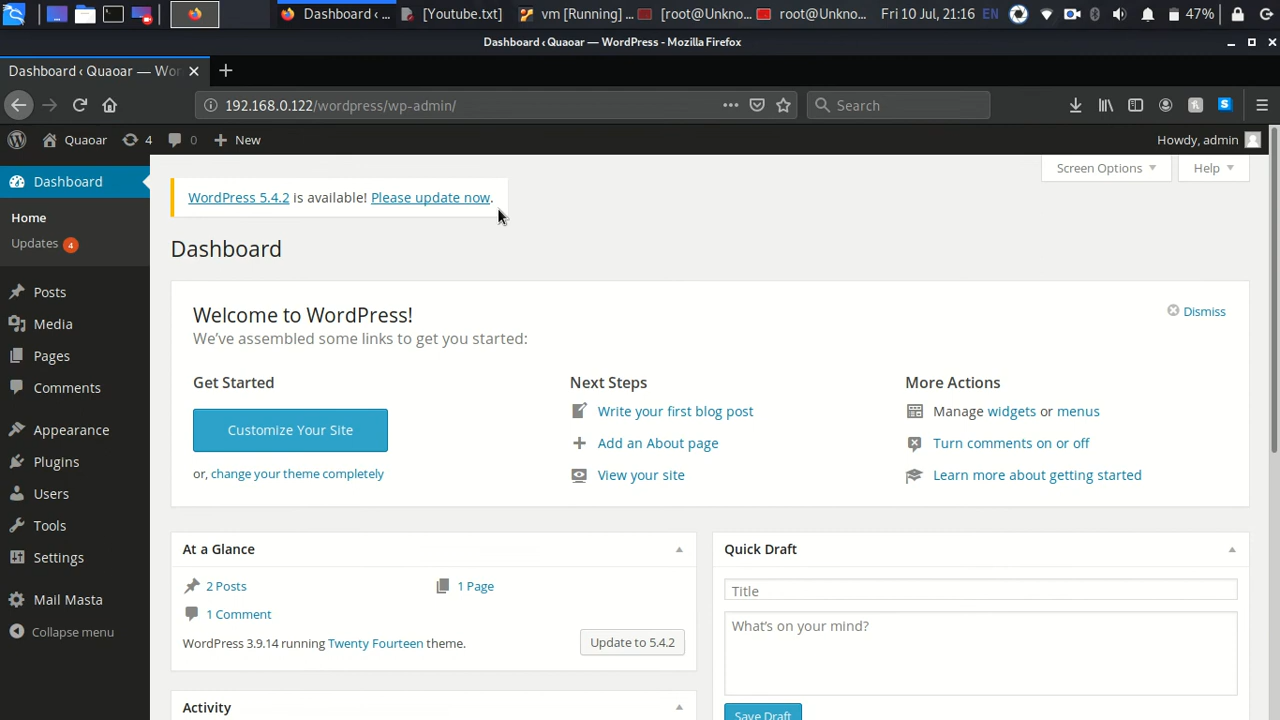 Dashboard ‹ ...
[Youtube.txt]
vm [Running] ...
[root@Unkno...
root@Unkno...
Fri 10 Jul, 21:16
EN
47%
Dashboard ‹ Quaoar — WordPress - Mozilla Firefox
Dashboard ‹ Quaoar — Wor
192.168.0.122/wordpress/wp-admin/
Search
Quaoar
4
0
New
Howdy, admin
Dashboard
Home
Updates 4
Posts
Media
Pages
Comments
Appearance
Plugins
Users
Tools
Settings
Mail Masta
Collapse menu
Screen Options
Help
WordPress 5.4.2 is available! Please update now.
Dashboard
Welcome to WordPress!
We’ve assembled some links to get you started:
Dismiss
Get Started
Customize Your Site
or, change your theme completely
Next Steps
Write your first blog post
Add an About page
View your site
More Actions
Manage widgets or menus
Turn comments on or off
Learn more about getting started
At a Glance
2 Posts
1 Page
1 Comment
WordPress 3.9.14 running Twenty Fourteen theme.
Update to 5.4.2
Activity
Quick Draft
Title
What’s on your mind?
Save Draft